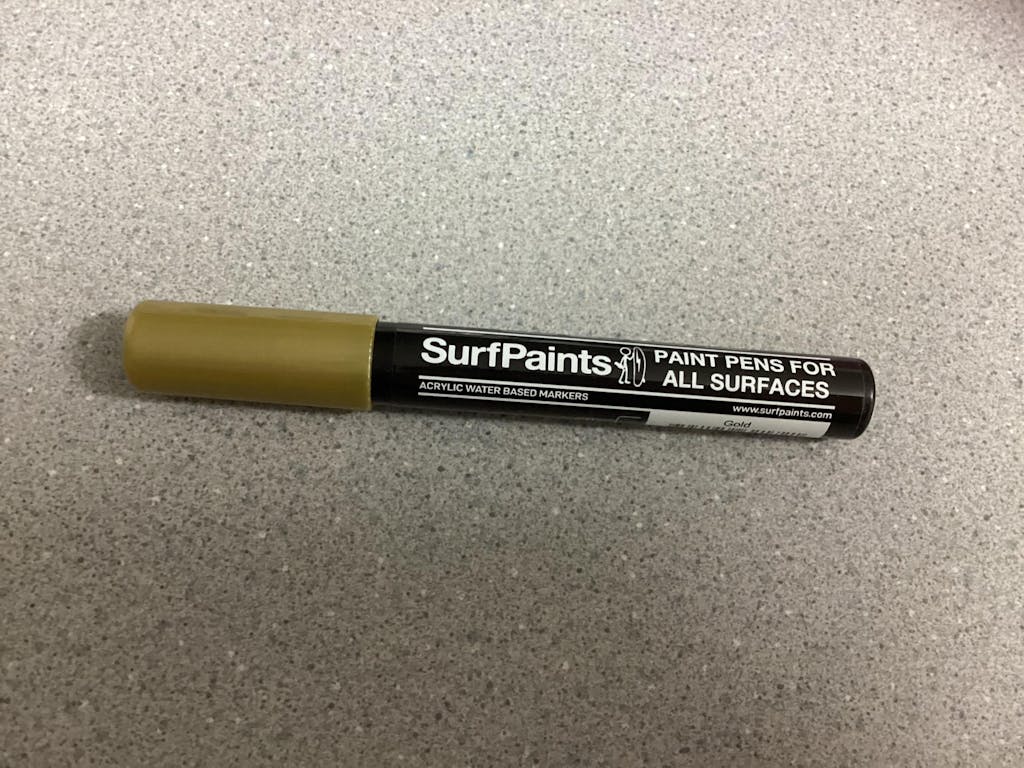 SurfPaints
ACRYLIC WATER BASED MARKERS
PAINT PENS FOR
ALL SURFACES
www.surfpaints.com
Gold